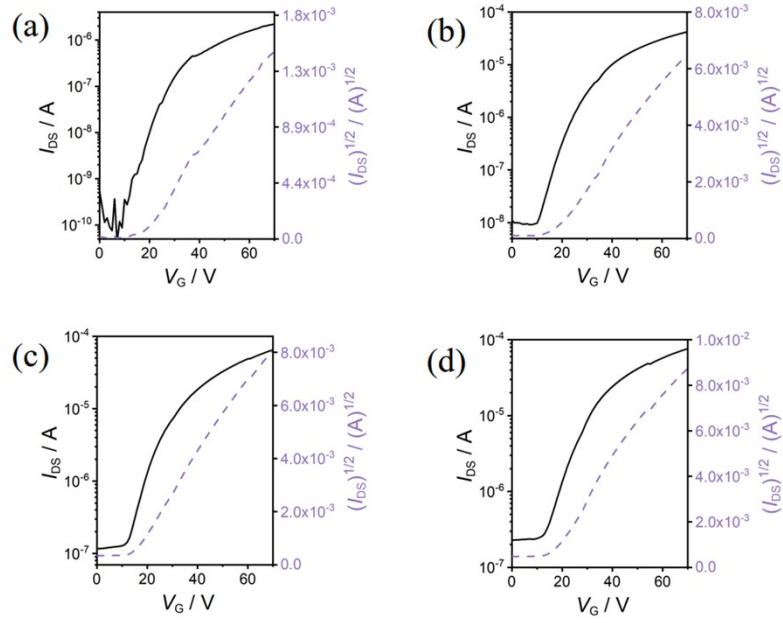 (a)
10⁻⁶
10⁻⁷
10⁻⁸
10⁻⁹
10⁻¹⁰
I_DS / A
0 20 40 60
V_G / V
1.8x10⁻³
1.3x10⁻³
8.9x10⁻⁴
4.4x10⁻⁴
0.0
(I_DS)^1/2 / (A)^1/2
(b)
10⁻⁴
10⁻⁵
10⁻⁶
10⁻⁷
10⁻⁸
I_DS / A
0 20 40 60
V_G / V
8.0x10⁻³
6.0x10⁻³
4.0x10⁻³
2.0x10⁻³
0.0
(I_DS)^1/2 / (A)^1/2
(c)
10⁻⁴
10⁻⁵
10⁻⁶
10⁻⁷
I_DS / A
0 20 40 60
V_G / V
8.0x10⁻³
6.0x10⁻³
4.0x10⁻³
2.0x10⁻³
0.0
(I_DS)^1/2 / (A)^1/2
(d)
10⁻⁴
10⁻⁵
10⁻⁶
10⁻⁷
I_DS / A
0 20 40 60
V_G / V
1.0x10⁻²
8.0x10⁻³
6.0x10⁻³
4.0x10⁻³
2.0x10⁻³
0.0
(I_DS)^1/2 / (A)^1/2